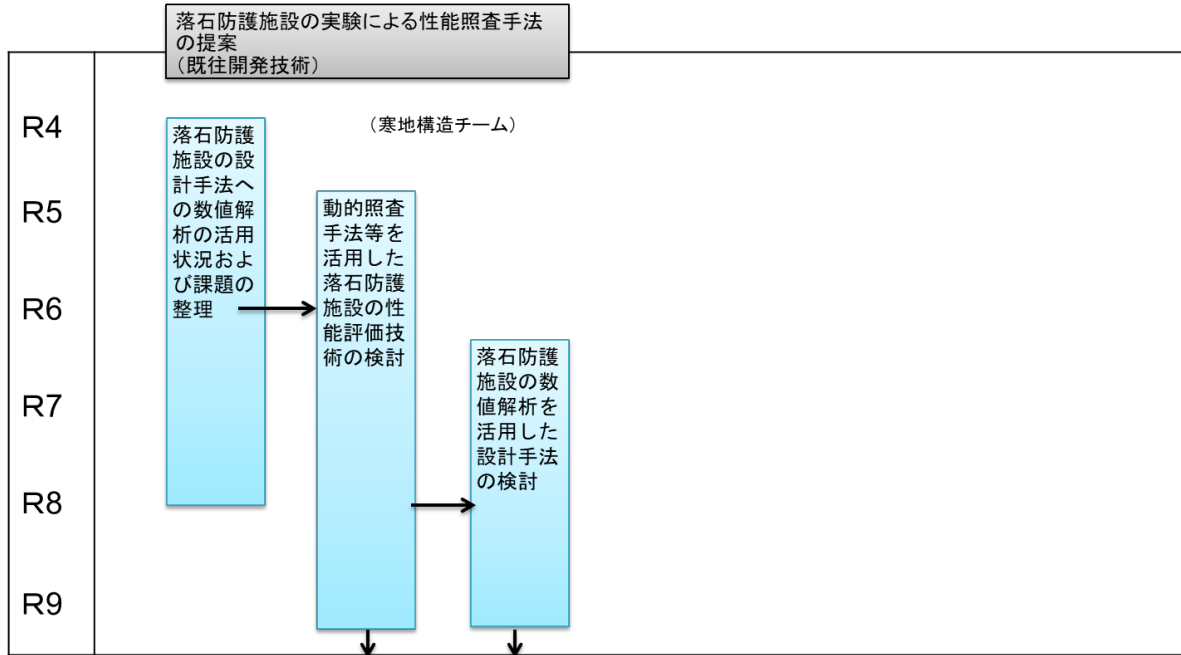 落石防護施設の実験による性能照査手法
の提案
（既往開発技術）
R4
（寒地構造チーム）
落石防護
施設の設
計手法へ
の数値解
析の活用
状況およ
び課題の
整理
R5
動的照査
手法等を
活用した
落石防護
施設の性
能評価技
術の検討
R6
落石防護
施設の数
値解析を
活用した
設計手法
の検討
R7
R8
R9